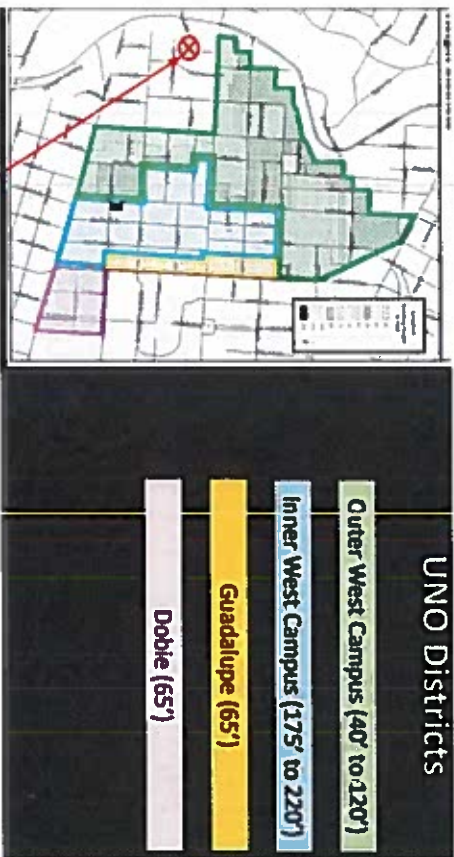 UNO Districts
Outer West Campus (40' to 120')
Inner West Campus (175' to 220')
Guadalupe (65')
Dobie (65')